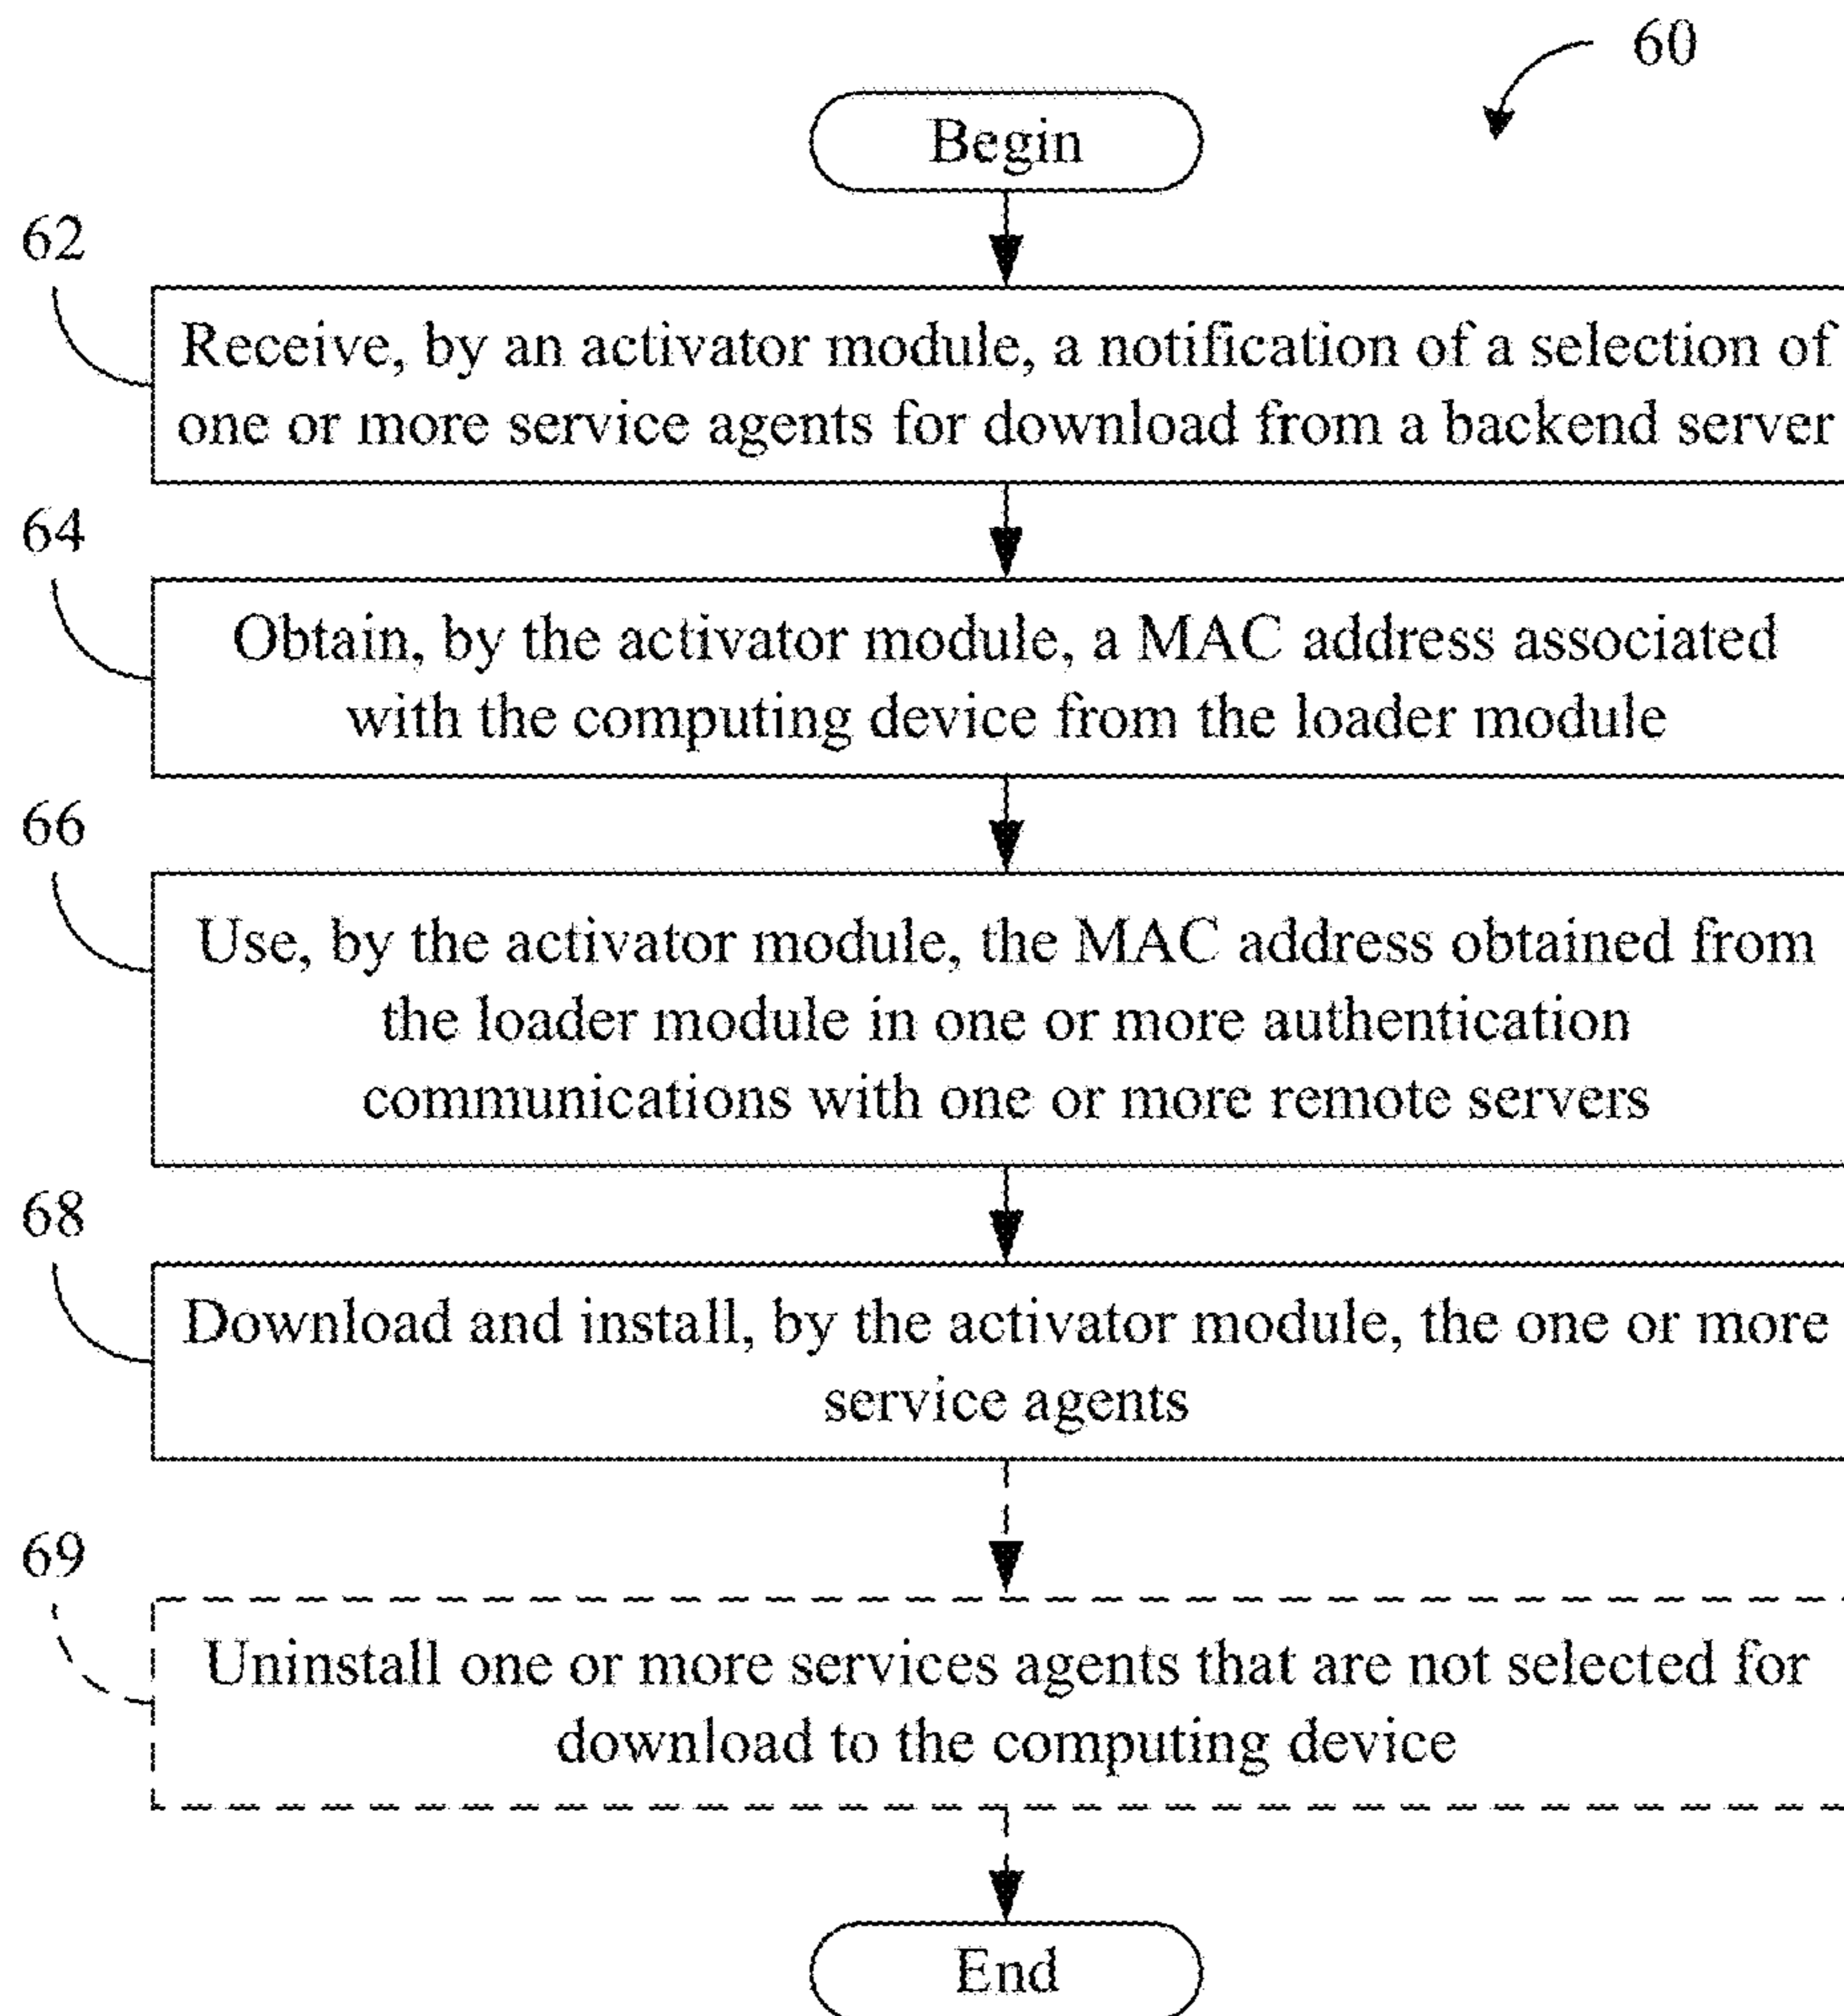 60
Begin
62
Receive, by an activator module, a notification of a selection of
one or more service agents for download from a backend server
64
Obtain, by the activator module, a MAC address associated
with the computing device from the loader module
66
Use, by the activator module, the MAC address obtained from
the loader module in one or more authentication
communications with one or more remote servers
68
Download and install, by the activator module, the one or more
service agents
69
Uninstall one or more services agents that are not selected for
download to the computing device
End